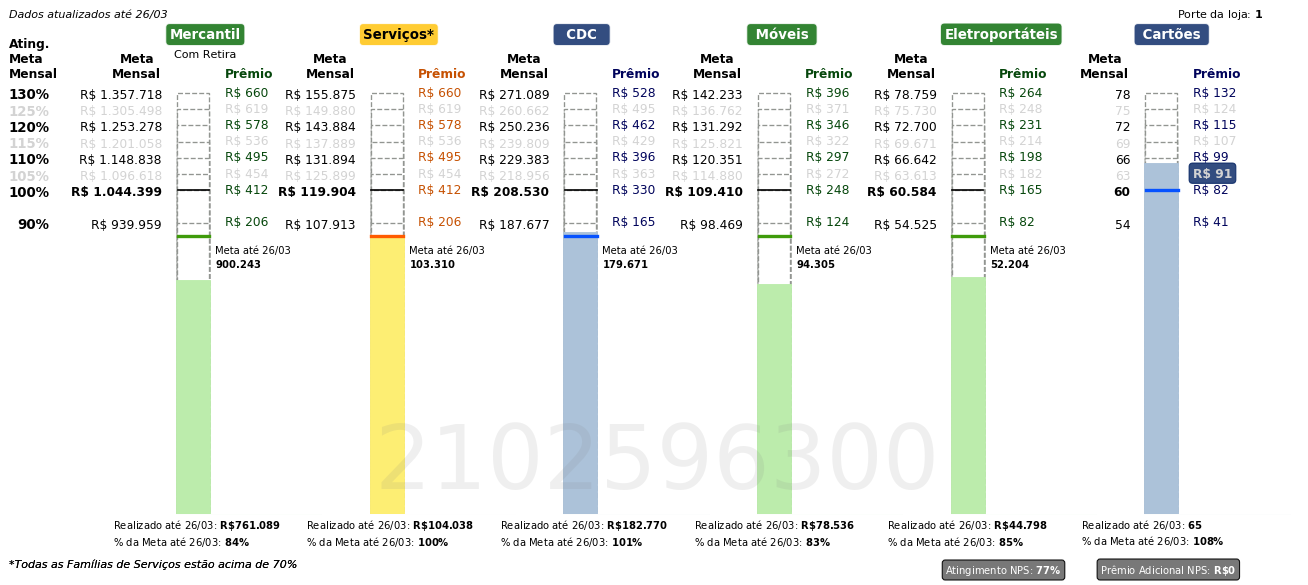 Dados atualizados até 26/03
Porte da loja: 1
Mercantil Serviços* CDC Móveis Eletroportáteis Cartões
Com Retira
Ating. Meta Mensal
Meta Mensal Prêmio Meta Mensal Prêmio Meta Mensal Prêmio Meta Mensal Prêmio Meta Mensal Prêmio Meta Mensal Prêmio
130% R$ 1.357.718 R$ 660 R$ 155.875 R$ 660 R$ 271.089 R$ 528 R$ 142.233 R$ 396 R$ 78.759 R$ 264 78 R$ 132
125% R$ 1.305.498 R$ 619 R$ 149.880 R$ 619 R$ 260.662 R$ 495 R$ 136.762 R$ 371 R$ 75.730 R$ 248 75 R$ 124
120% R$ 1.253.278 R$ 578 R$ 143.884 R$ 578 R$ 250.236 R$ 462 R$ 131.292 R$ 346 R$ 72.700 R$ 231 72 R$ 115
115% R$ 1.201.058 R$ 536 R$ 137.889 R$ 536 R$ 239.809 R$ 429 R$ 125.821 R$ 322 R$ 69.671 R$ 214 69 R$ 107
110% R$ 1.148.838 R$ 495 R$ 131.894 R$ 495 R$ 229.383 R$ 396 R$ 120.351 R$ 297 R$ 66.642 R$ 198 66 R$ 99
105% R$ 1.096.618 R$ 454 R$ 125.899 R$ 454 R$ 218.956 R$ 363 R$ 114.880 R$ 272 R$ 63.613 R$ 182 63 R$ 91
100% R$ 1.044.399 R$ 412 R$ 119.904 R$ 412 R$ 208.530 R$ 330 R$ 109.410 R$ 248 R$ 60.584 R$ 165 60 R$ 82
90% R$ 939.959 R$ 206 R$ 107.913 R$ 206 R$ 187.677 R$ 165 R$ 98.469 R$ 124 R$ 54.525 R$ 82 54 R$ 41
Meta até 26/03 Meta até 26/03 Meta até 26/03 Meta até 26/03 Meta até 26/03
900.243 103.310 179.671 94.305 52.204
2102596300
Realizado até 26/03: R$761.089 Realizado até 26/03: R$104.038 Realizado até 26/03: R$182.770 Realizado até 26/03: R$78.536 Realizado até 26/03: R$44.798 Realizado até 26/03: 65
% da Meta até 26/03: 84% % da Meta até 26/03: 100% % da Meta até 26/03: 101% % da Meta até 26/03: 83% % da Meta até 26/03: 85% % da Meta até 26/03: 108%
*Todas as Famílias de Serviços estão acima de 70%
Atingimento NPS: 77% Prêmio Adicional NPS: R$0